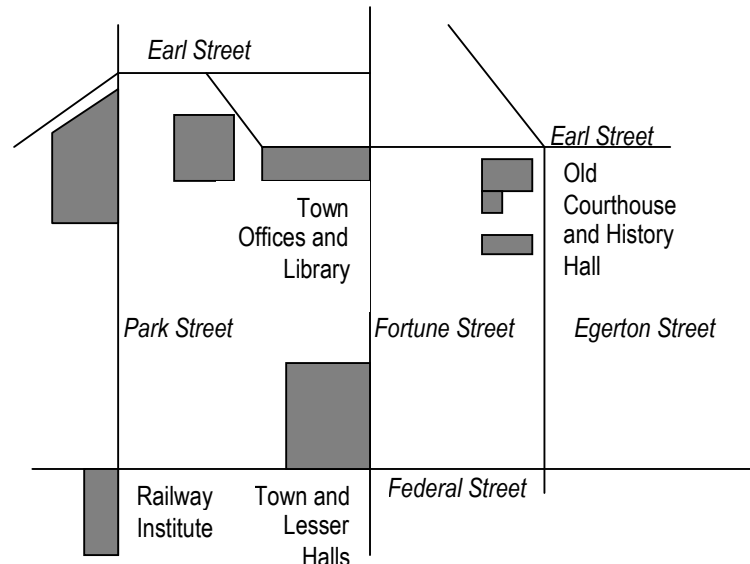 Earl Street
Earl Street
Old
Courthouse
and History
Hall
Town
Offices and
Library
Park Street
Fortune Street
Egerton Street
Railway
Institute
Town and
Lesser
Halls
Federal Street